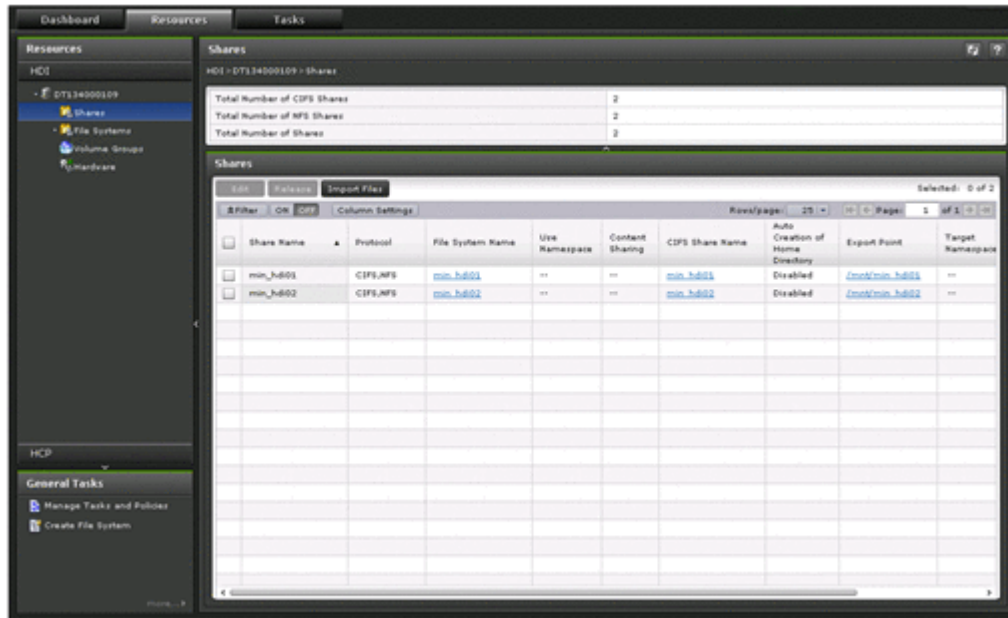 Dashboard Resources Tasks
Resources
HDI
DT134000109
Shares
File Systems
Volume Groups
Hardware
HCP
General Tasks
Manage Tasks and Policies
Create File System
more...
Shares
?
HDI > DT134000109 > Shares
Total Number of CIFS Shares 2
Total Number of NFS Shares 2
Total Number of Shares 2
Shares
Edit Release Import Files Selected: 0 of 2
Filter ON OFF Column Settings Rows/page: 25 Page: 1 of 1
Share Name Protocol File System Name Use Namespace Content Sharing CIFS Share Name Auto Creation of Home Directory Export Point Target Namespace
min_hdi01 CIFS,NFS min_hdi01 -- -- min_hdi01 Disabled /mnt/min_hdi01 --
min_hdi02 CIFS,NFS min_hdi02 -- -- min_hdi02 Disabled /mnt/min_hdi02 --